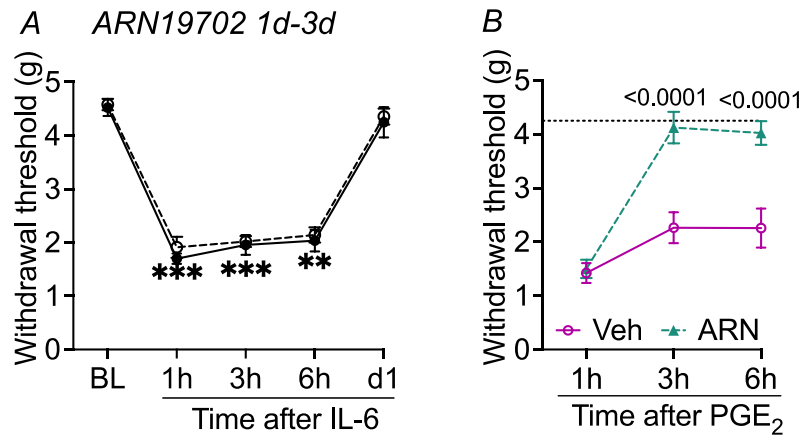 A ARN19702 1d-3d
Withdrawal threshold (g)
5
4
3
2
1
0
*** *** **
BL 1h 3h 6h d1
Time after IL-6
B
Withdrawal threshold (g)
5
4
3
2
1
0
<0.0001 <0.0001
Veh ARN
1h 3h 6h
Time after PGE₂